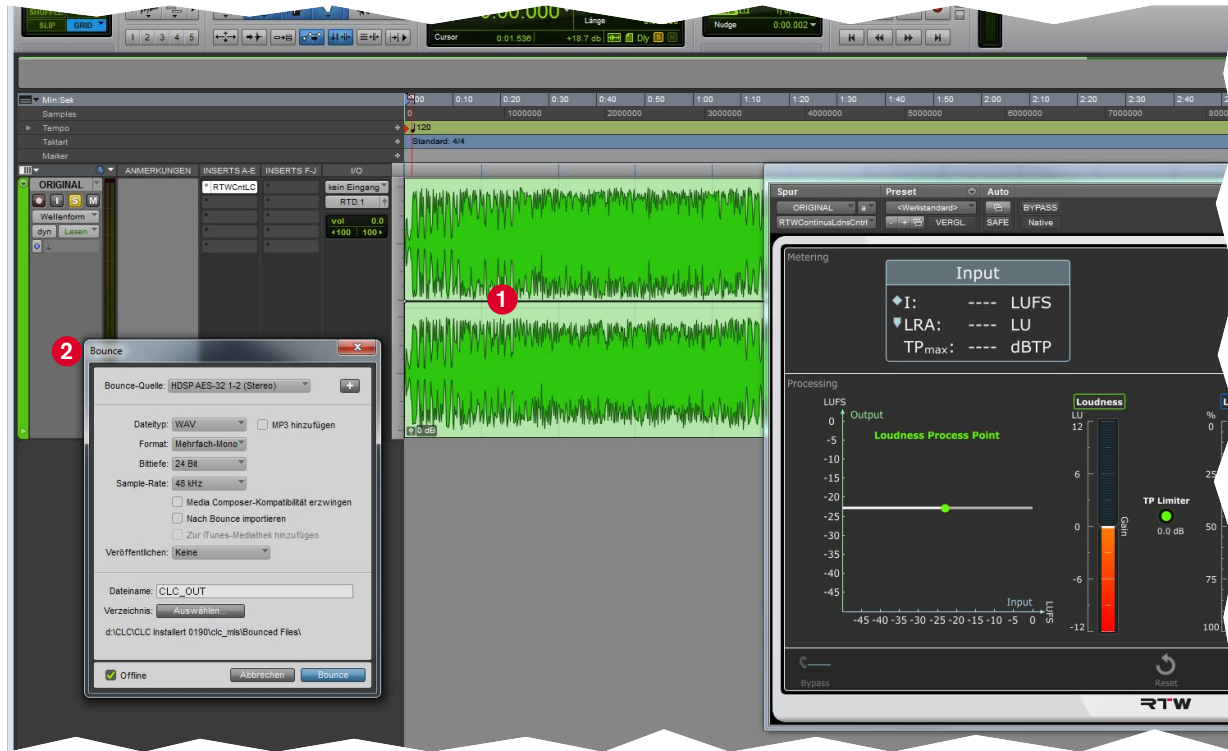 SLIP GRID
1 2 3 4 5
Länge
Cursor 0:01.536 +18.7 db Dly S
Nudge 0:00.002
Min:Sek 0:10 0:20 0:30 0:40 0:50 1:00 1:10 1:20 1:30 1:40 1:50 2:00 2:10 2:20 2:30 2:40
Samples 0 1000000 2000000 3000000 4000000 5000000 6000000 7000000
Tempo 120
Taktart Standard: 4/4
Marker
ANMERKUNGEN INSERTS A-E INSERTS F-J I/O
ORIGINAL
RTWCntLC
kein Eingang
I S M
RTD.1
Wellenform
vol 0.0
dyn Lesen
+100 100
0 dB
1
2
Bounce
Bounce-Quelle: HDSP AES-32 1-2 (Stereo)
Dateityp: WAV MP3 hinzufügen
Format: Mehrfach-Mono
Bittiefe: 24 Bit
Sample-Rate: 48 kHz
Media Composer-Kompatibilität erzwingen
Nach Bounce importieren
Zur iTunes-Mediathek hinzufügen
Veröffentlichen: Keine
Dateiname: CLC_OUT
Verzeichnis: Auswählen...
d:\CLC\CLC Installert 0190\clc_mls\Bounced Files\
Offline Abbrechen Bounce
Spur Preset Auto
ORIGINAL a <Werkstandard> BYPASS
RTWContinusLdnsCntrl - + VERGL. SAFE Native
Metering
Input
I: ---- LUFS
LRA: ---- LU
TPmax: ---- dBTP
Processing
LUFS
Output
Loudness Process Point
0
-5
-10
-15
-20
-25
-30
-35
-40
-45
Input
LUFS
-45 -40 -35 -30 -25 -20 -15 -10 -5 0
Loudness
LU
12
6
0
-6
-12
Gain
TP Limiter
0.0 dB
%
0
25
50
75
100
Bypass
Reset
RTW